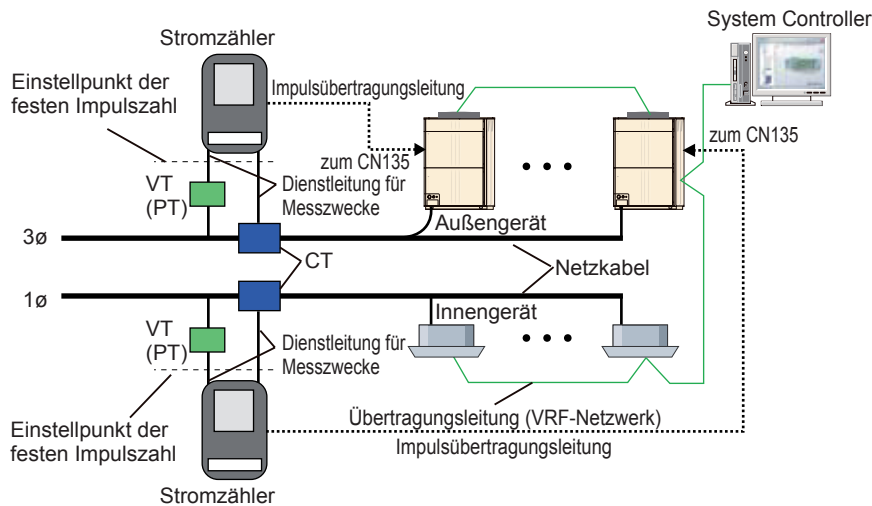 System Controller
Stromzähler
Einstellpunkt der
festen Impulszahl
Impulsübertragungsleitung
zum CN135
zum CN135
VT
(PT)
Dienstleitung für
Messzwecke
Außengerät
3ø
CT
Netzkabel
1ø
Innengerät
VT
(PT)
Dienstleitung für
Messzwecke
Übertragungsleitung (VRF-Netzwerk)
Einstellpunkt der
festen Impulszahl
Impulsübertragungsleitung
Stromzähler